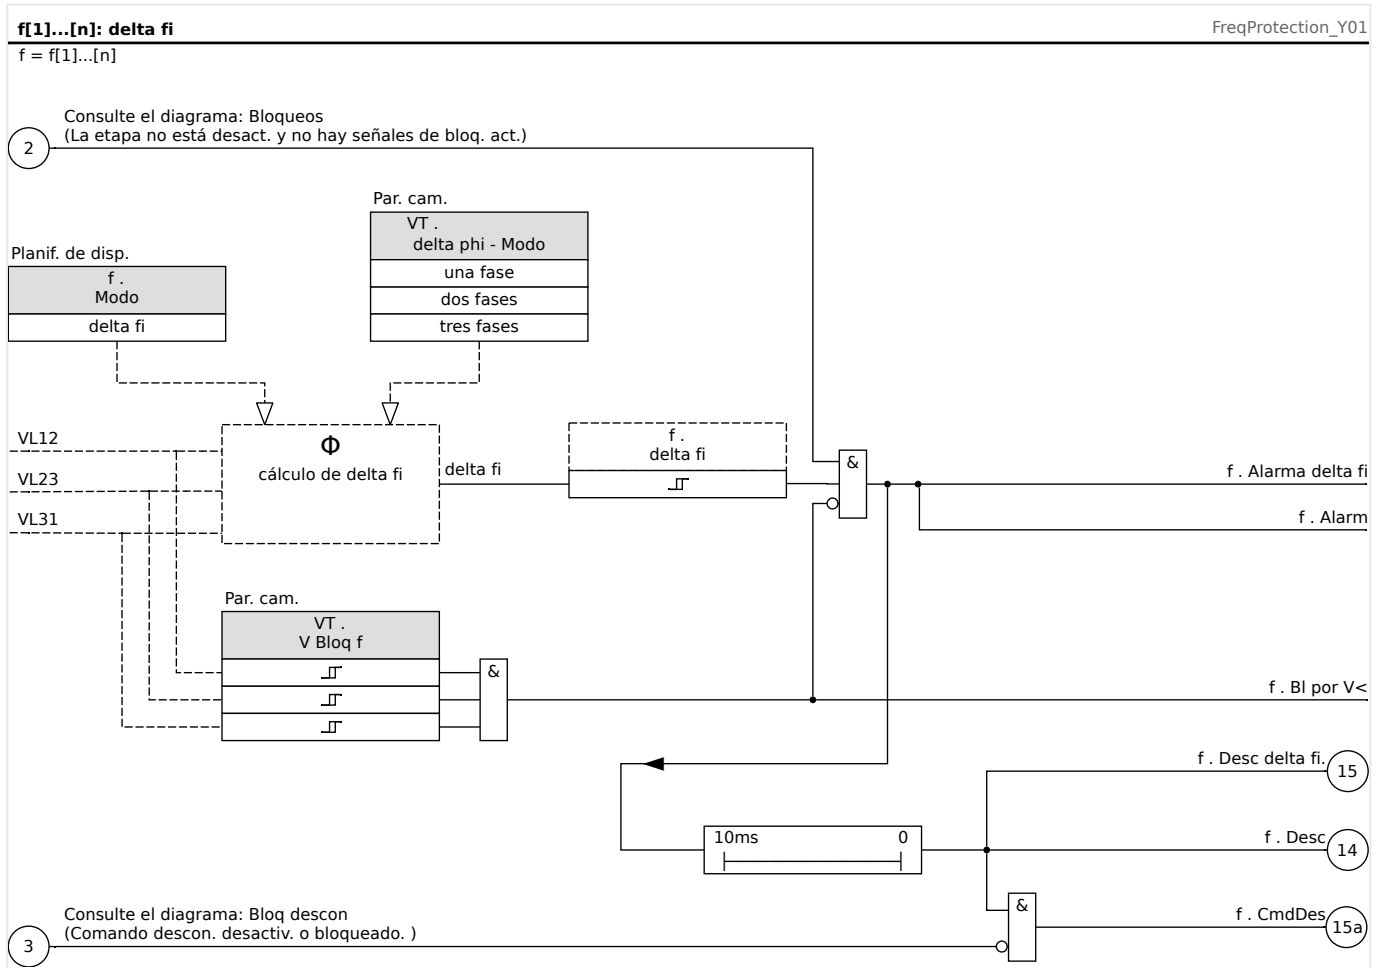 f[1]...[n]: delta fi
FreqProtection_Y01
f = f[1]...[n]
Consulte el diagrama: Bloqueos
(La etapa no está desact. y no hay señales de bloq. act.)
2
Par. cam.
VT .
delta phi - Modo
una fase
dos fases
tres fases
Planif. de disp.
f .
Modo
delta fi
VL12
VL23
VL31
Φ
cálculo de delta fi
delta fi
f .
delta fi
&
f . Alarma delta fi
f . Alarm
Par. cam.
VT .
V Bloq f
&
f . Bl por V<
f . Desc delta fi.
15
10ms
0
f . Desc
14
Consulte el diagrama: Bloq descon
(Comando descon. desactiv. o bloqueado. )
3
&
f . CmdDes
15a